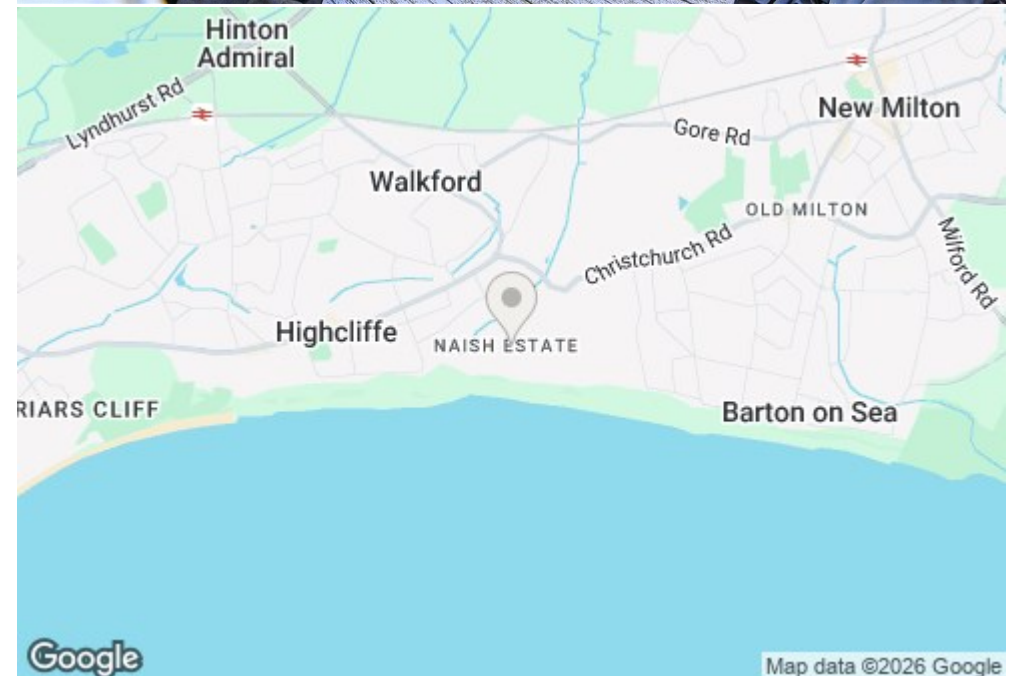 Hinton
Admiral
Lyndhurst Rd
New Milton
Gore Rd
Walkford
OLD MILTON
Christchurch Rd
Milford Rd
Highcliffe
NAISH ESTATE
RIARS CLIFF
Barton on Sea
Google
Map data ©2026 Google